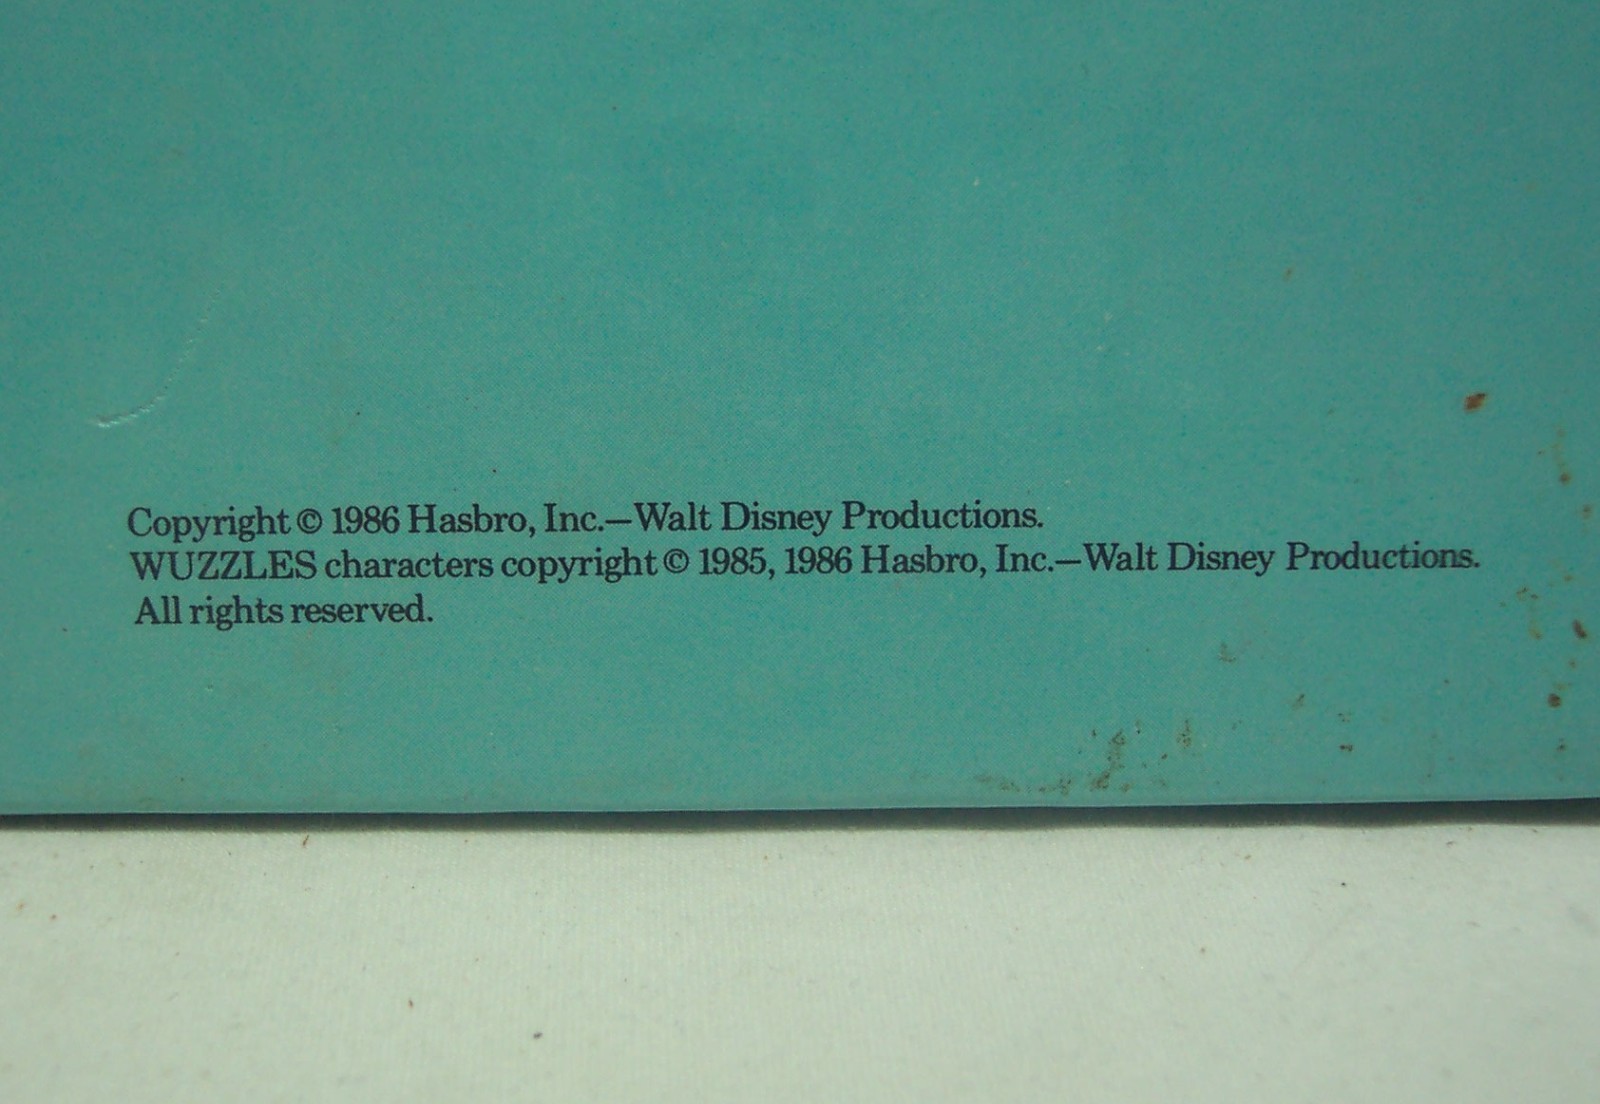 Copyright © 1986 Hasbro, Inc.—Walt Disney Productions.
WUZZLES characters copyright © 1985, 1986 Hasbro, Inc.—Walt Disney Productions.
All rights reserved.